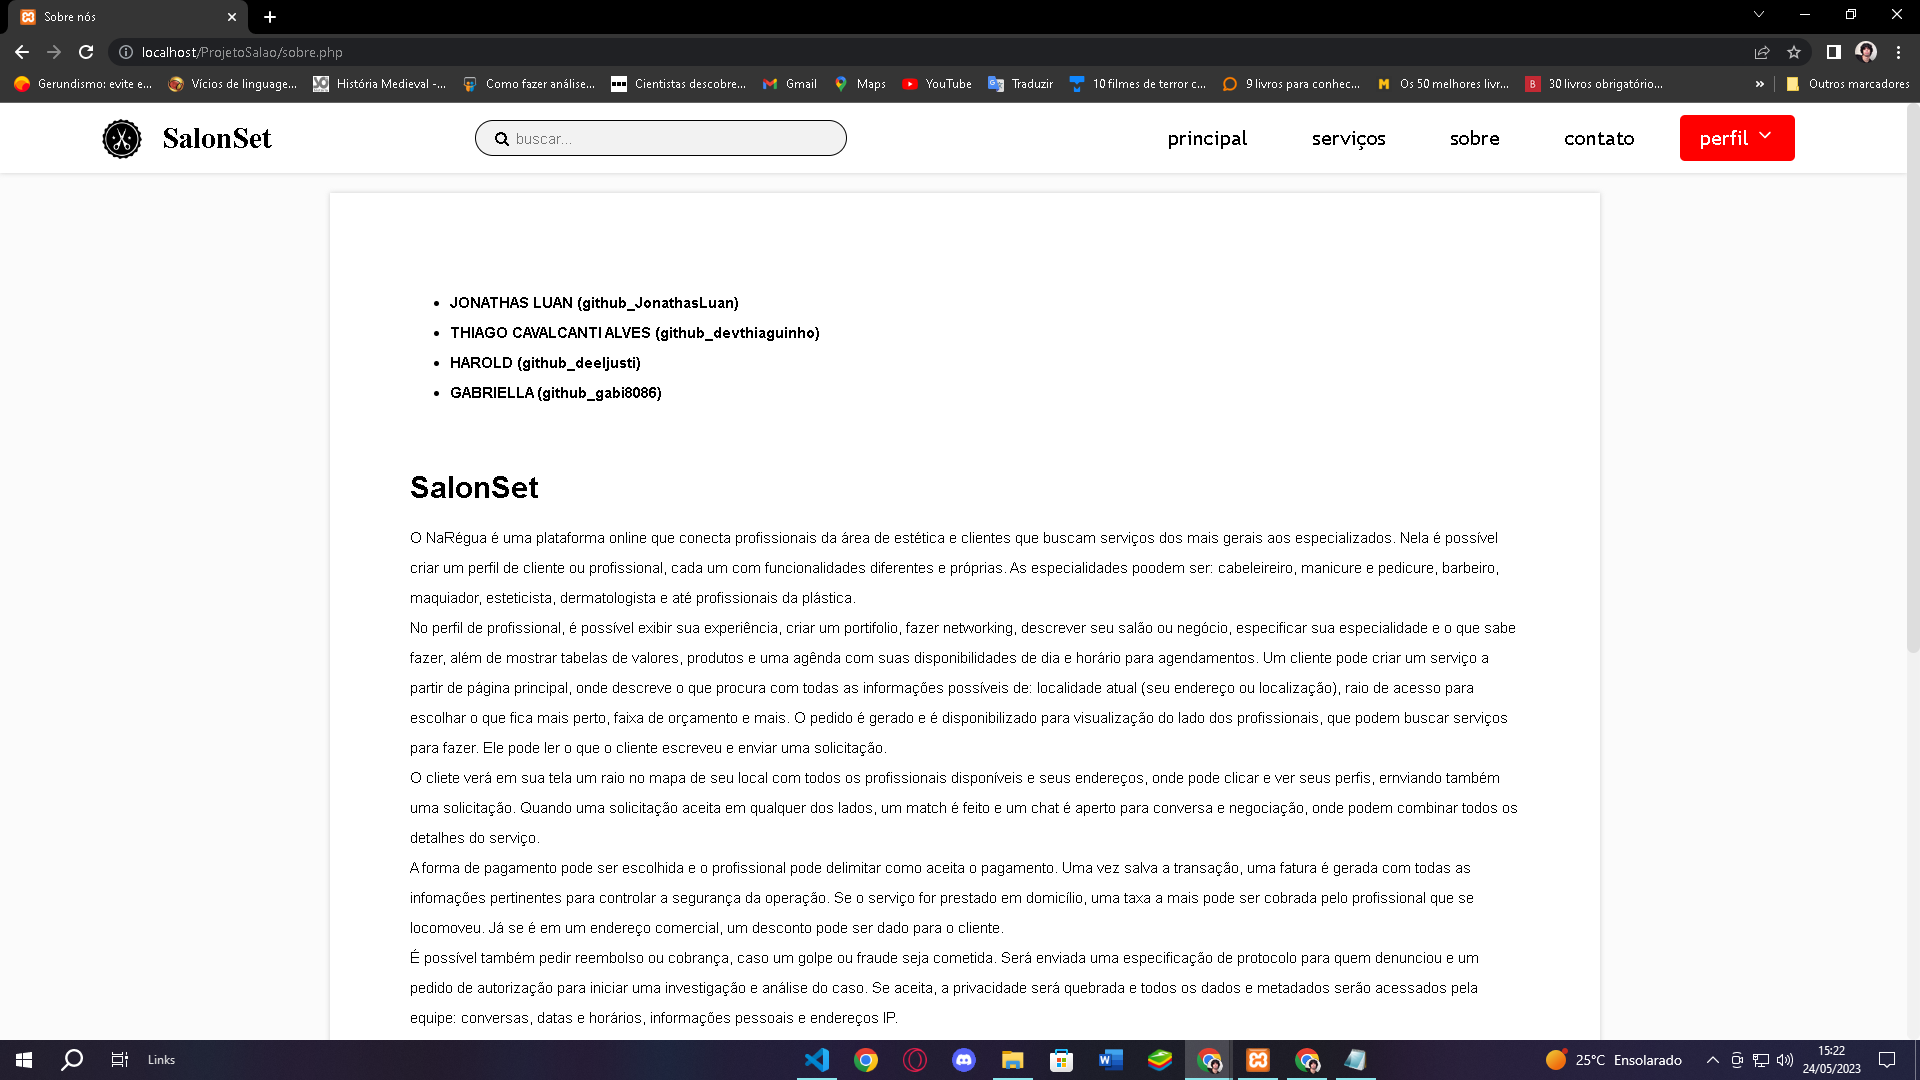 Sobre nós
localhost/ProjetoSalao/sobre.php
Gerundismo: evite e...
Vícios de linguage...
História Medieval -...
Como fazer análise...
Cientistas descobre...
Gmail
Maps
YouTube
Traduzir
10 filmes de terror c...
9 livros para conhec...
Os 50 melhores livr...
30 livros obrigatório...
»
Outros marcadores
SalonSet
buscar...
principal
serviços
sobre
contato
perfil
• JONATHAS LUAN (github_JonathasLuan)
• THIAGO CAVALCANTI ALVES (github_devthiaguinho)
• HAROLD (github_deeljusti)
• GABRIELLA (github_gabi8086)
SalonSet
O NaRégua é uma plataforma online que conecta profissionais da área de estética e clientes que buscam serviços dos mais gerais aos especializados. Nela é possível
criar um perfil de cliente ou profissional, cada um com funcionalidades diferentes e próprias. As especialidades poodem ser: cabeleireiro, manicure e pedicure, barbeiro,
maquiador, esteticista, dermatologista e até profissionais da plástica.
No perfil de profissional, é possível exibir sua experiência, criar um portifolio, fazer networking, descrever seu salão ou negócio, especificar sua especialidade e o que sabe
fazer, além de mostrar tabelas de valores, produtos e uma agênda com suas disponibilidades de dia e horário para agendamentos. Um cliente pode criar um serviço a
partir de página principal, onde descreve o que procura com todas as informações possíveis de: localidade atual (seu endereço ou localização), raio de acesso para
escolhar o que fica mais perto, faixa de orçamento e mais. O pedido é gerado e é disponibilizado para visualização do lado dos profissionais, que podem buscar serviços
para fazer. Ele pode ler o que o cliente escreveu e enviar uma solicitação.
O cliete verá em sua tela um raio no mapa de seu local com todos os profissionais disponíveis e seus endereços, onde pode clicar e ver seus perfis, ernviando também
uma solicitação. Quando uma solicitação aceita em qualquer dos lados, um match é feito e um chat é aperto para conversa e negociação, onde podem combinar todos os
detalhes do serviço.
A forma de pagamento pode ser escolhida e o profissional pode delimitar como aceita o pagamento. Uma vez salva a transação, uma fatura é gerada com todas as
infomações pertinentes para controlar a segurança da operação. Se o serviço for prestado em domicílio, uma taxa a mais pode ser cobrada pelo profissional que se
locomoveu. Já se é em um endereço comercial, um desconto pode ser dado para o cliente.
É possível também pedir reembolso ou cobrança, caso um golpe ou fraude seja cometida. Será enviada uma especificação de protocolo para quem denunciou e um
pedido de autorização para iniciar uma investigação e análise do caso. Se aceita, a privacidade será quebrada e todos os dados e metadados serão acessados pela
equipe: conversas, datas e horários, informações pessoais e endereços IP.
Links
25°C Ensolarado
15:22
24/05/2023